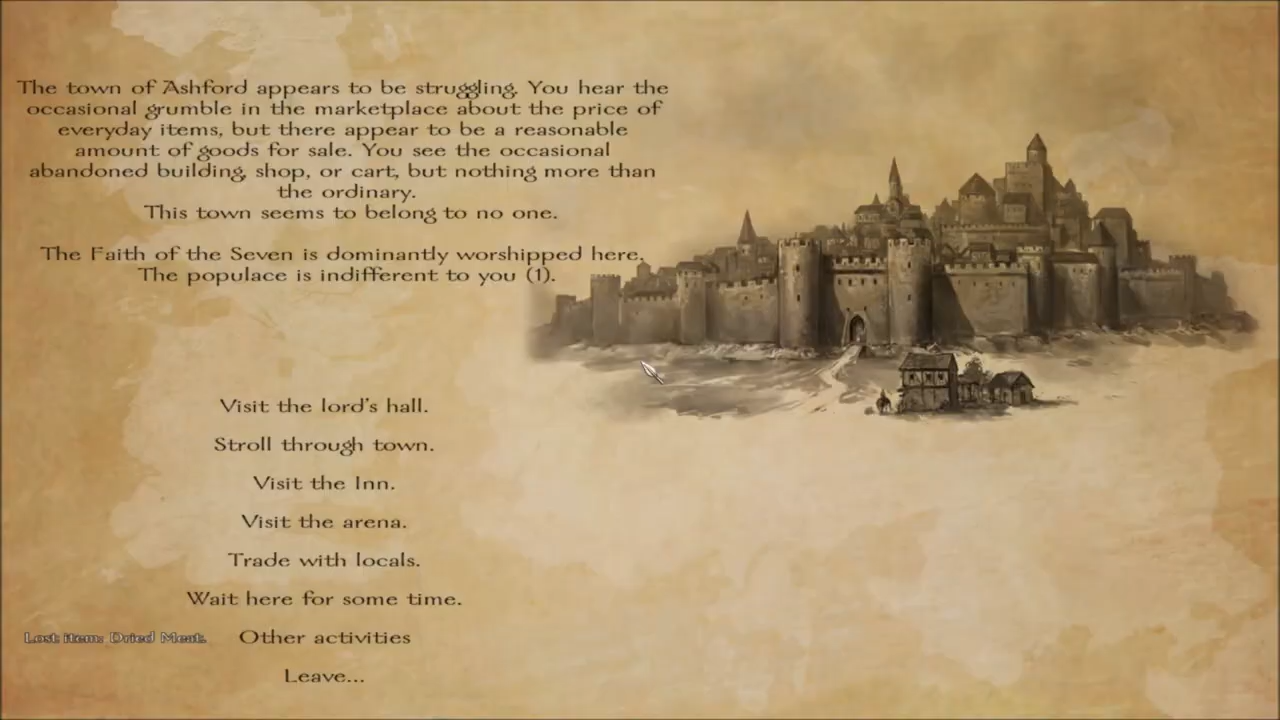 The town of Ashford appears to be struggling. You hear the
occasional grumble in the marketplace about the price of
everyday items, but there appear to be a reasonable
amount of goods for sale. You see the occasional
abandoned building, shop, or cart, but nothing more than
the ordinary.
This town seems to belong to no one.
The Faith of the Seven is dominantly worshipped here.
The populace is indifferent to you (1).
Visit the lord's hall.
Stroll through town.
Visit the Inn.
Visit the arena.
Trade with locals.
Wait here for some time.
Lost item: Dried Meat.
Other activities
Leave...